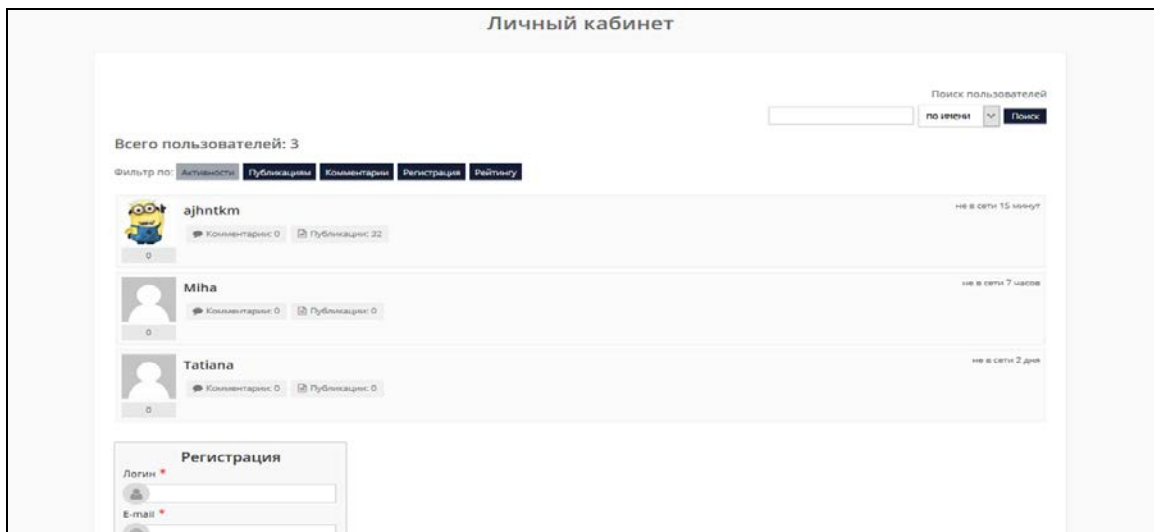 Личный кабинет
Поиск пользователей
по имени Поиск
Всего пользователей: 3
Фильтр по: Активности Публикациям Комментарии Регистрация Рейтингу
ajhntkm не в сети 15 минут
Комментарии: 0 Публикации: 22
0
Miha не в сети 7 часов
Комментарии: 0 Публикации: 0
0
Tatiana не в сети 2 дня
Комментарии: 0 Публикации: 0
0
Регистрация
Логин *
E-mail *